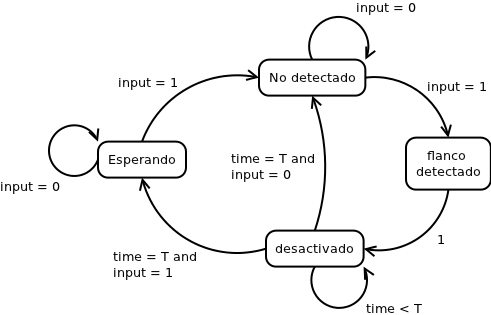 input = 0
No detectado
input = 1
input = 1
Esperando
flanco
detectado
time = T and
input = 0
input = 0
1
desactivado
time = T and
input = 1
time < T